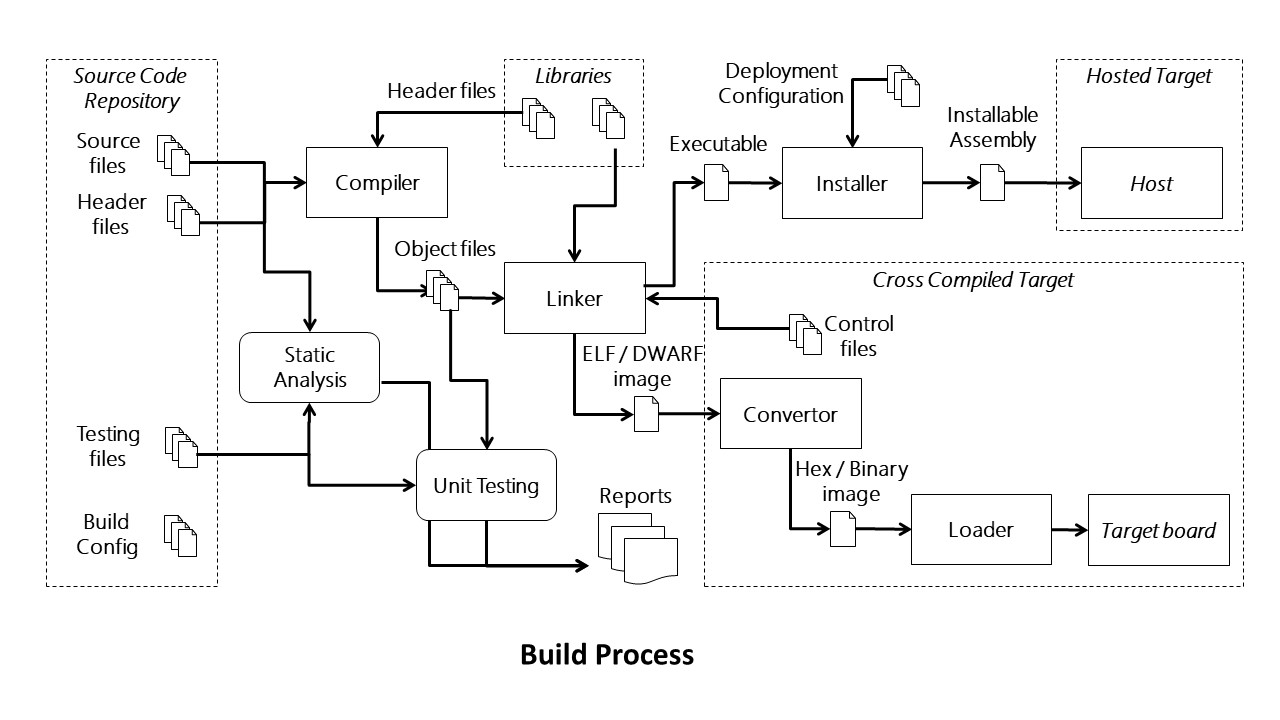 Source Code
Repository
Source
files
Header
files
Testing
files
Build
Config
Header files
Libraries
Compiler
Object files
Static
Analysis
Linker
Unit Testing
Reports
ELF / DWARF
image
Executable
Deployment
Configuration
Installer
Installable
Assembly
Hosted Target
Host
Cross Compiled Target
Control
files
Convertor
Hex / Binary
image
Loader
Target board
Build Process